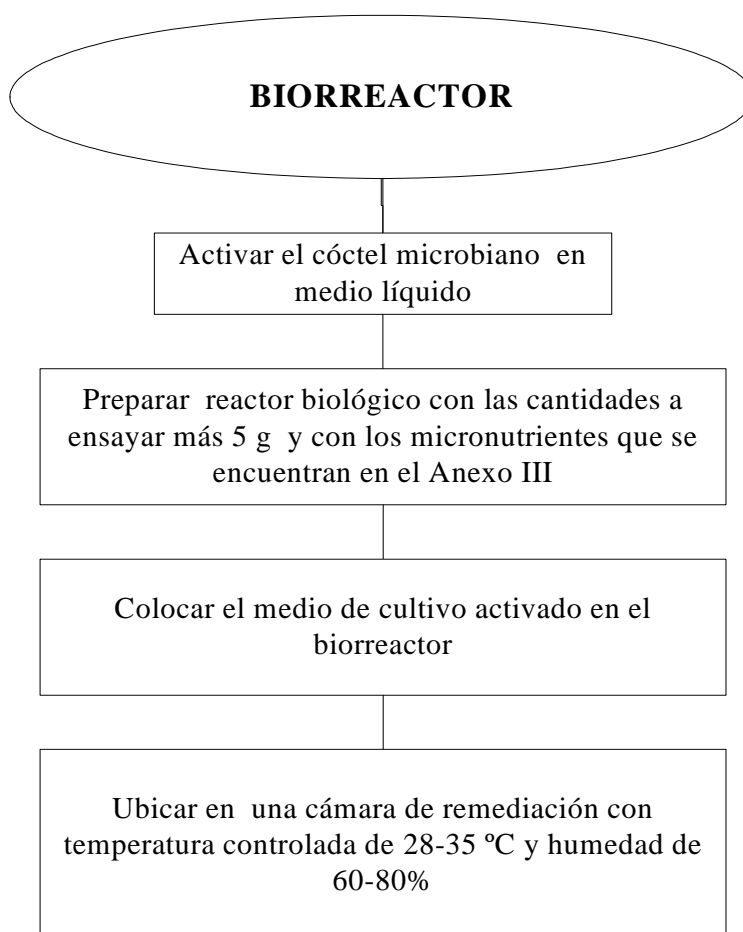 BIORREACTOR
Activar el cóctel microbiano en
medio líquido
Preparar reactor biológico con las cantidades a
ensayar más 5 g y con los micronutrientes que se
encuentran en el Anexo III
Colocar el medio de cultivo activado en el
biorreactor
Ubicar en una cámara de remediación con
temperatura controlada de 28-35 ºC y humedad de
60-80%